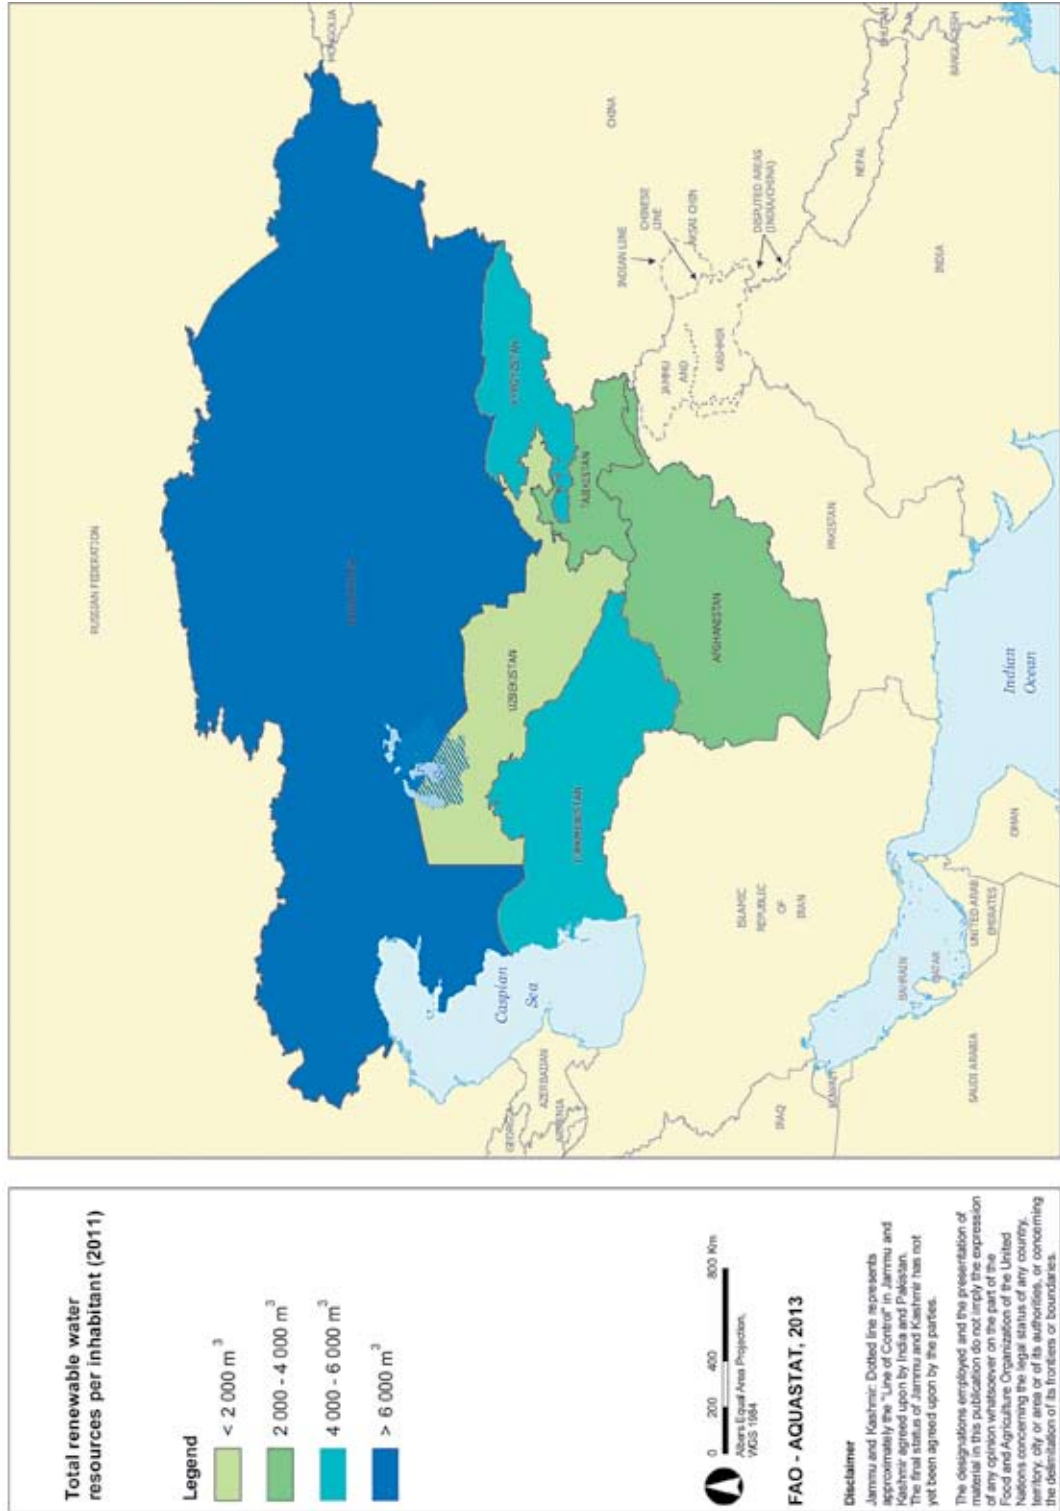 Total renewable water
resources per inhabitant (2011)
Legend
< 2 000 m³
2 000 - 4 000 m³
4 000 - 6 000 m³
> 6 000 m³
0 200 400 800 Km
Albers Equal Area Projection,
WGS 1984
FAO - AQUASTAT, 2013
Disclaimer
Jammu and Kashmir: Dotted line represents
approximately the "Line of Control" in Jammu and
Kashmir agreed upon by India and Pakistan.
The final status of Jammu and Kashmir has not
yet been agreed upon by the parties.
The designations employed and the presentation of
material in this publication do not imply the expression
of any opinion whatsoever on the part of the
Food and Agriculture Organization of the United
Nations concerning the legal status of any country,
territory, city or area or of its authorities, or concerning
the delimitation of its frontiers or boundaries.
RUSSIAN FEDERATION
MONGOLIA
KAZAKHSTAN
UZBEKISTAN
KYRGYZSTAN
TAJIKISTAN
TURKMENISTAN
AFGHANISTAN
Caspian
Sea
GEORGIA
AZERBAIJAN
ARMENIA
IRAQ
KUWAIT
SAUDI ARABIA
BAHRAIN
QATAR
UNITED ARAB
EMIRATES
OMAN
ISLAMIC
REPUBLIC
OF
IRAN
PAKISTAN
Indian
Ocean
INDIA
JAMMU
AND
KASHMIR
INDIAN LINE
CHINESE
LINE
AKSAI CHIN
DISPUTED AREAS
(INDIA/CHINA)
CHINA
NEPAL
BHUTAN
BANGLADESH